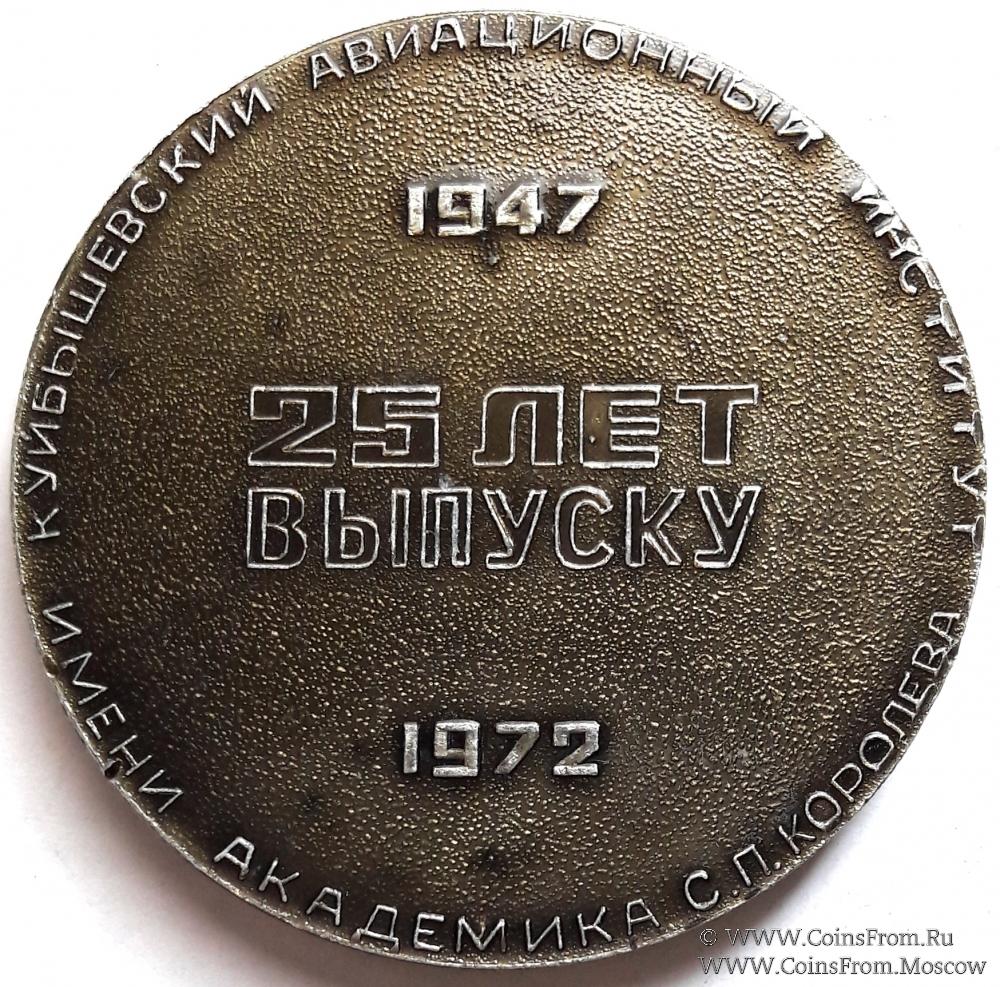 КУЙБЫШЕВСКИЙ АВИАЦИОННЫЙ ИНСТИТУТ
1947
25 ЛЕТ
ВЫПУСКУ
1972
ИМЕНИ АКАДЕМИКА С.П.КОРОЛЕВА
© WWW.CoinsFrom.Ru
WWW.CoinsFrom.Moscow